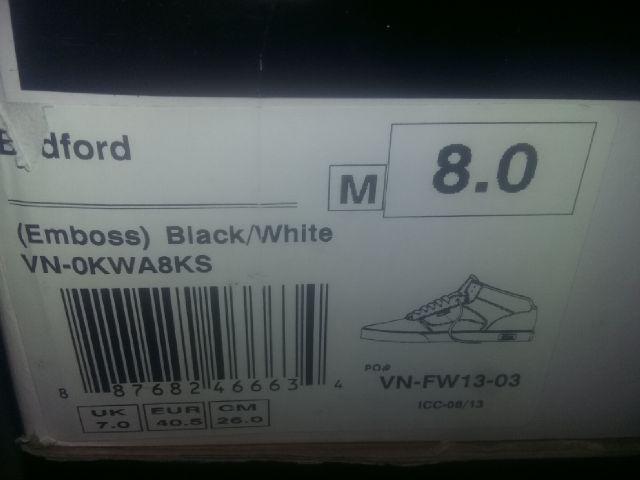 dford
M 8.0
(Emboss) Black/White
VN-0KWA8KS
8 87682 46663 4
PO#
VN-FW13-03
ICC-08/13
UK EUR CM
7.0 40.5 26.0